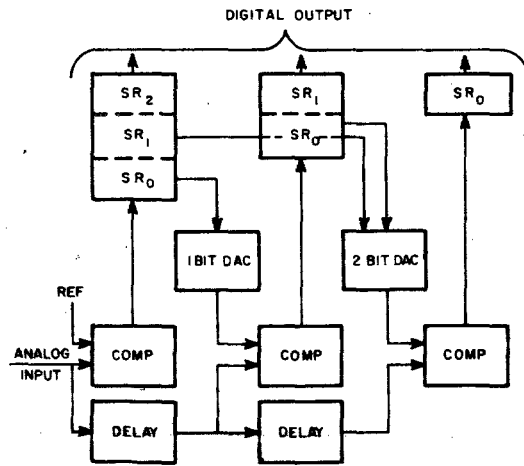 DIGITAL OUTPUT
SR2
SR1
SR0
SR1
SR0
SR0
1 BIT DAC
2 BIT DAC
REF
ANALOG
INPUT
COMP
COMP
COMP
DELAY
DELAY